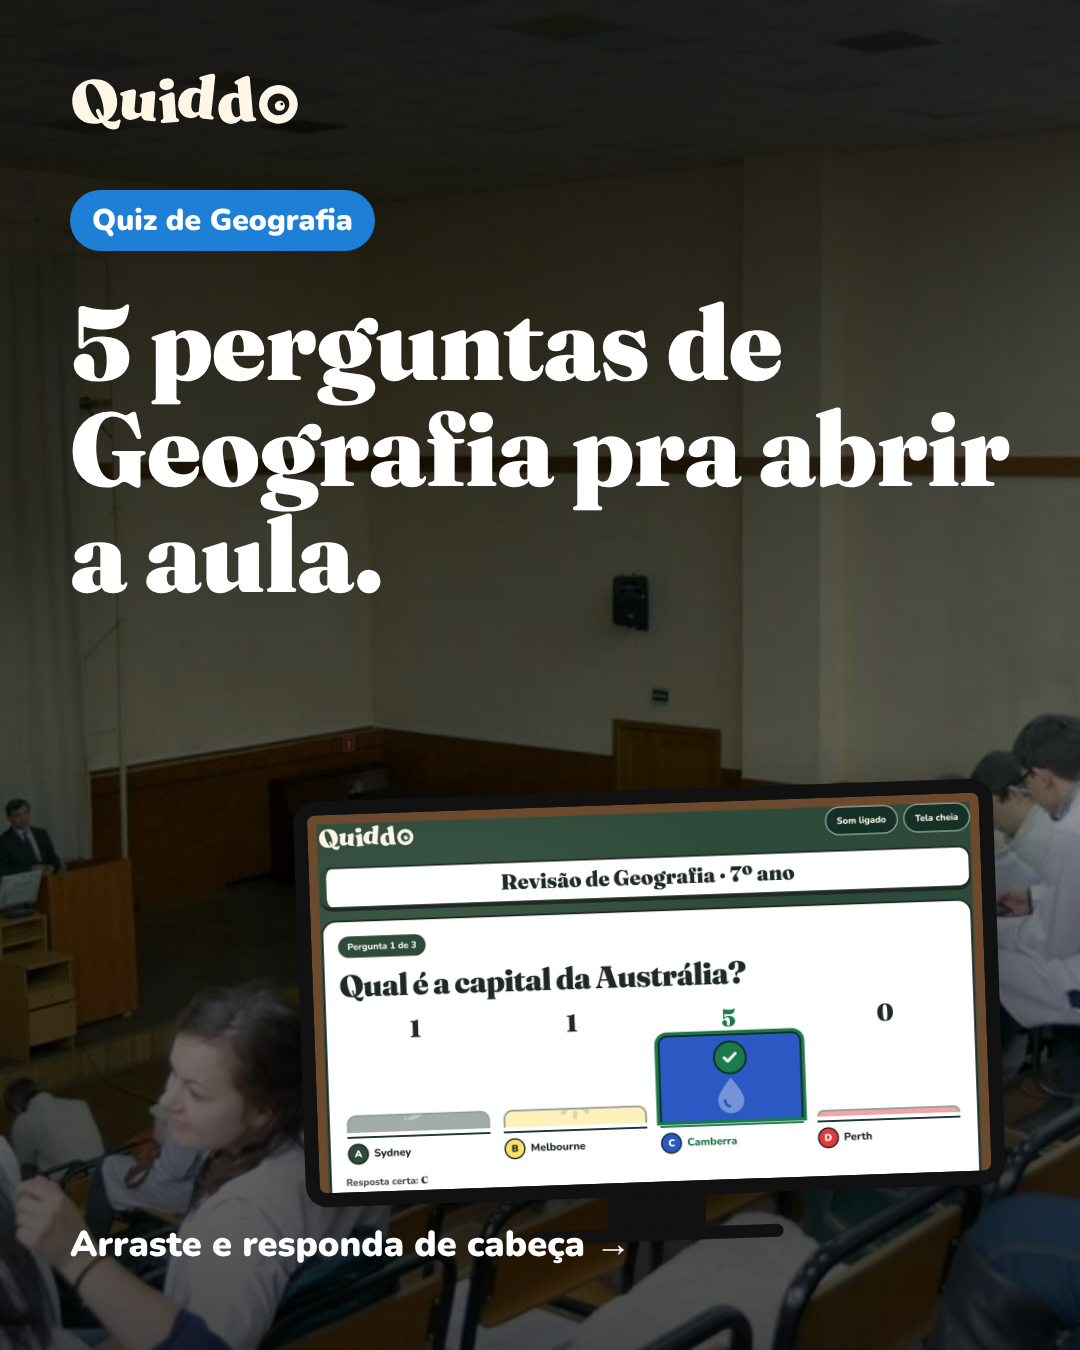 Quiddo
Quiz de Geografia
5 perguntas de
Geografia pra abrir
a aula.
Quiddo
Som ligado
Tela cheia
Revisão de Geografia · 7º ano
Pergunta 1 de 3
Qual é a capital da Austrália?
1
1
5
0
A Sydney
B Melbourne
C Camberra
D Perth
Resposta certa: C
Arraste e responda de cabeça →